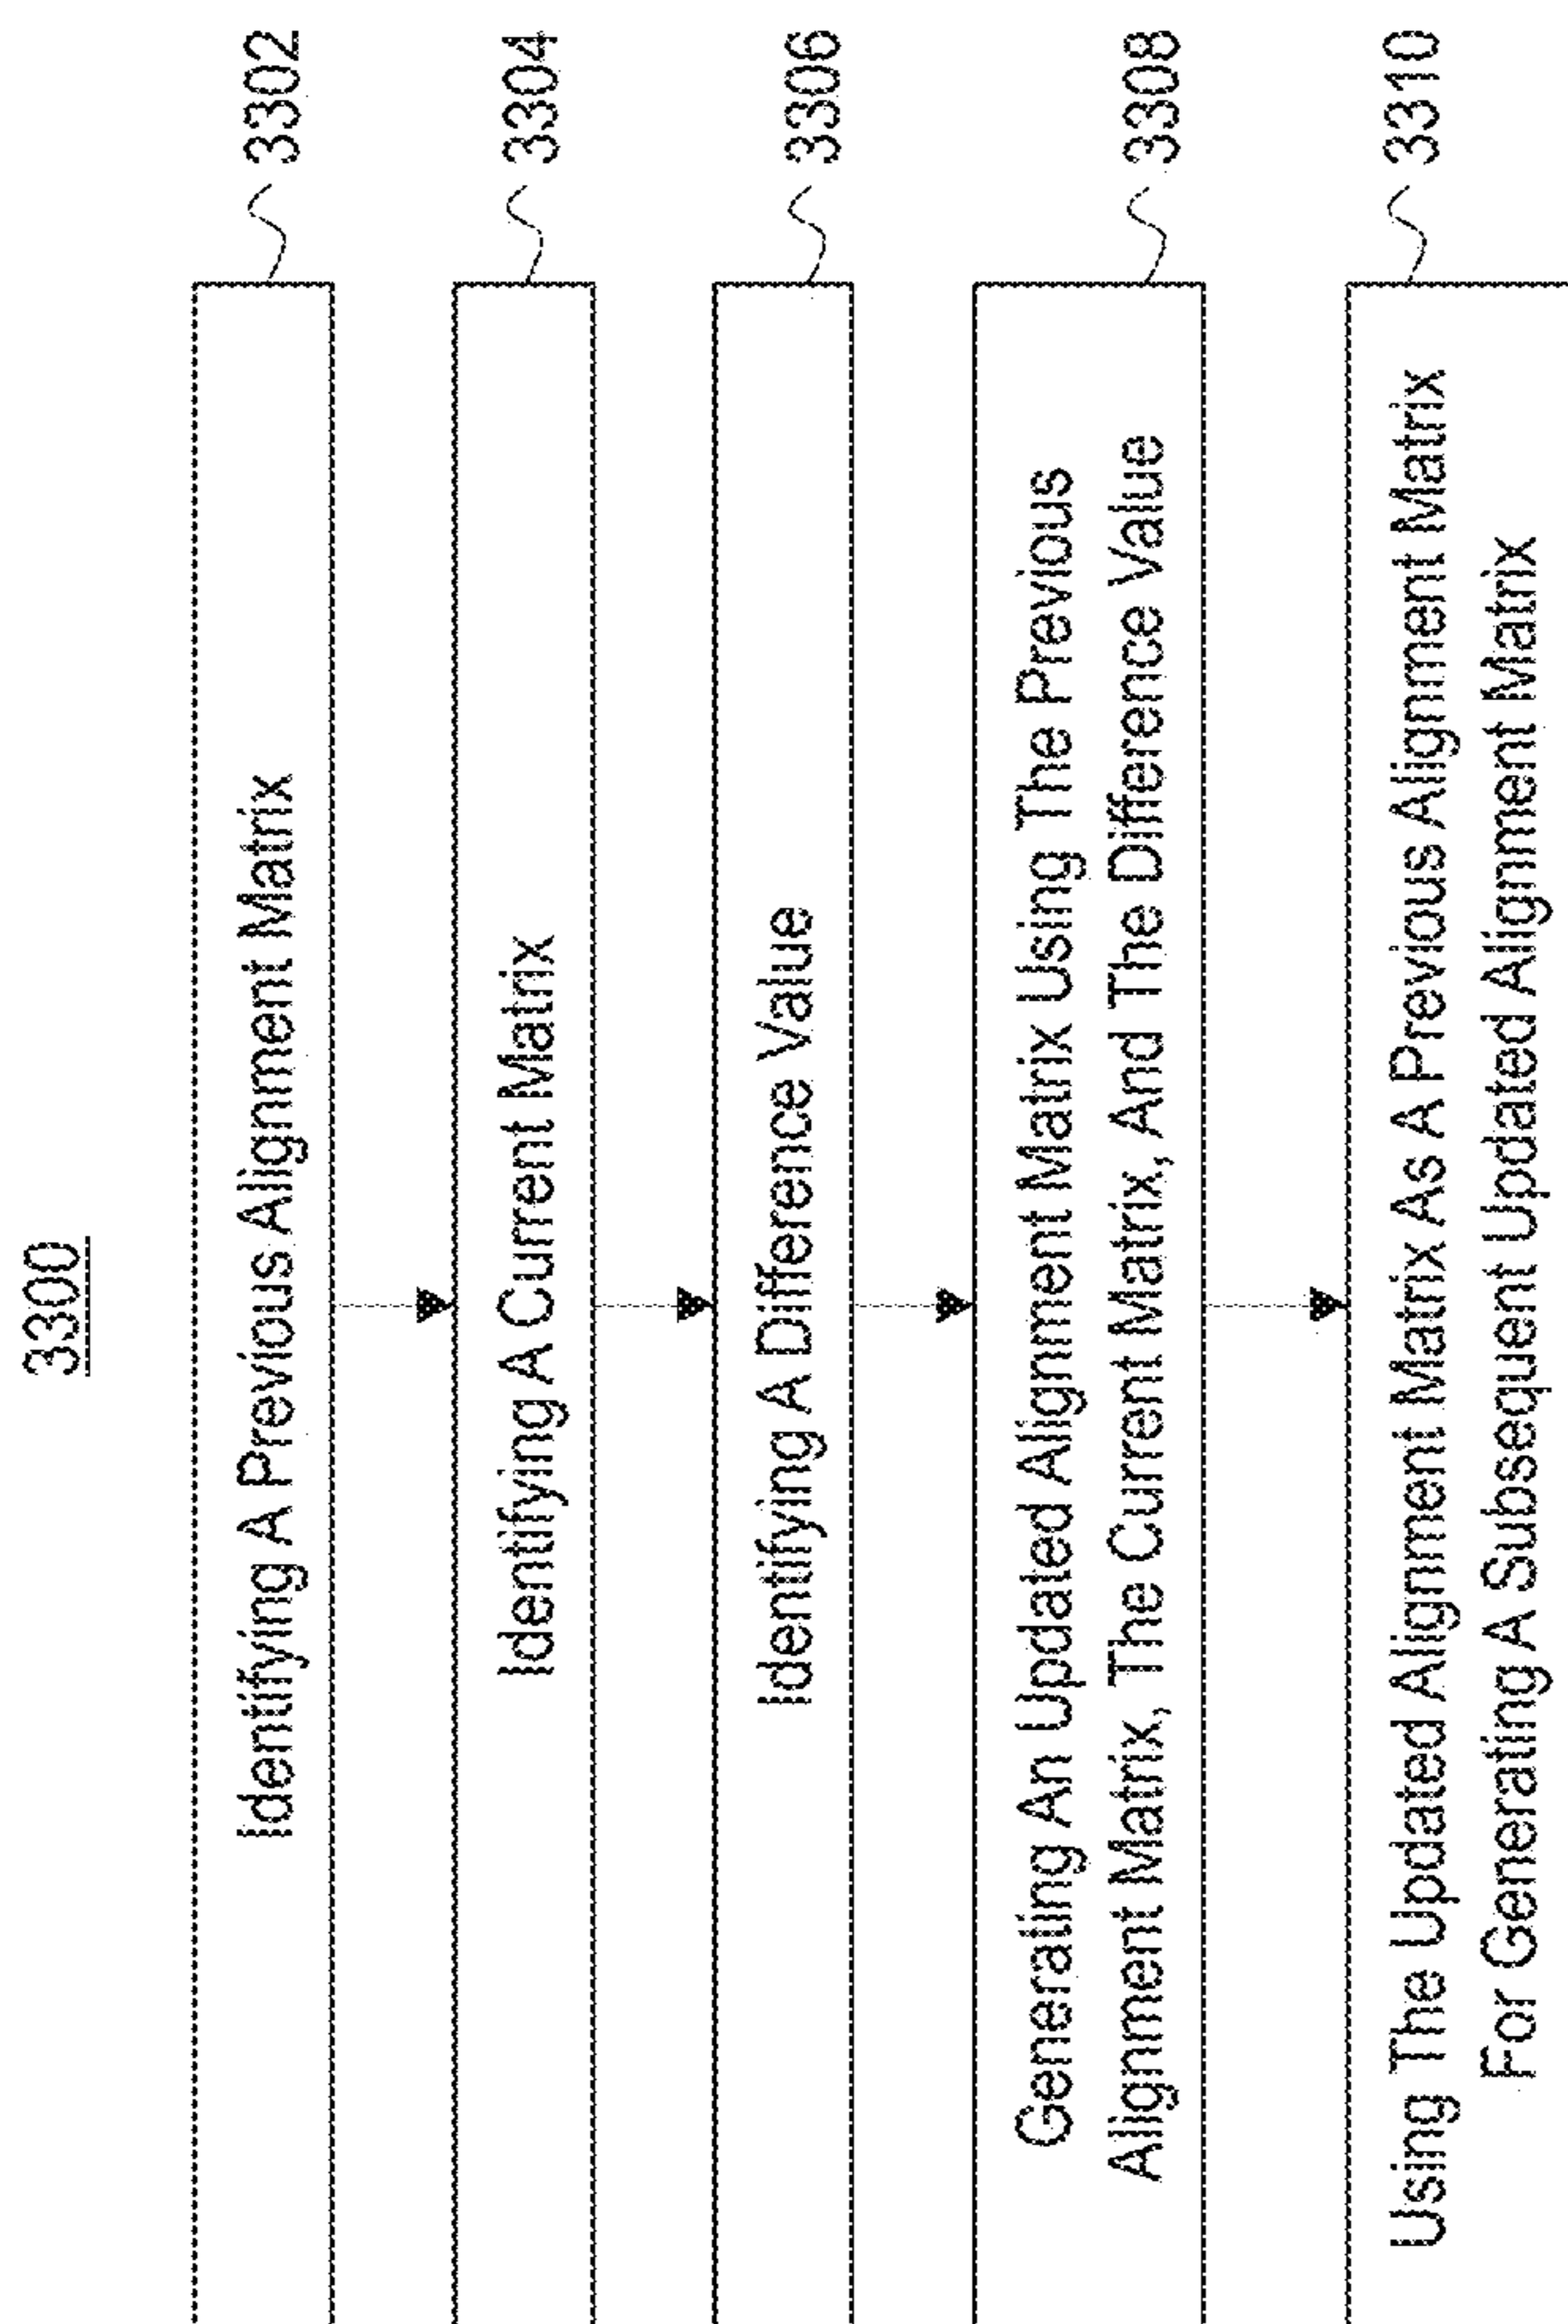 3300
Identifying A Previous Alignment Matrix
3302
Identifying A Current Matrix
3304
Identifying A Difference Value
3306
Generating An Updated Alignment Matrix Using The Previous
Alignment Matrix, The Current Matrix, And The Difference Value
3308
Using The Updated Alignment Matrix As A Previous Alignment Matrix
For Generating A Subsequent Updated Alignment Matrix
3310